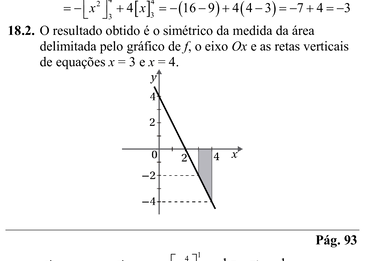 = −[x²]₃⁴ + 4[x]₃⁴ = −(16 − 9) + 4(4 − 3) = −7 + 4 = −3
18.2. O resultado obtido é o simétrico da medida da área
delimitada pelo gráfico de f, o eixo Ox e as retas verticais
de equações x = 3 e x = 4.
y
4
2
0 2 4 x
−2
−4
Pág. 93